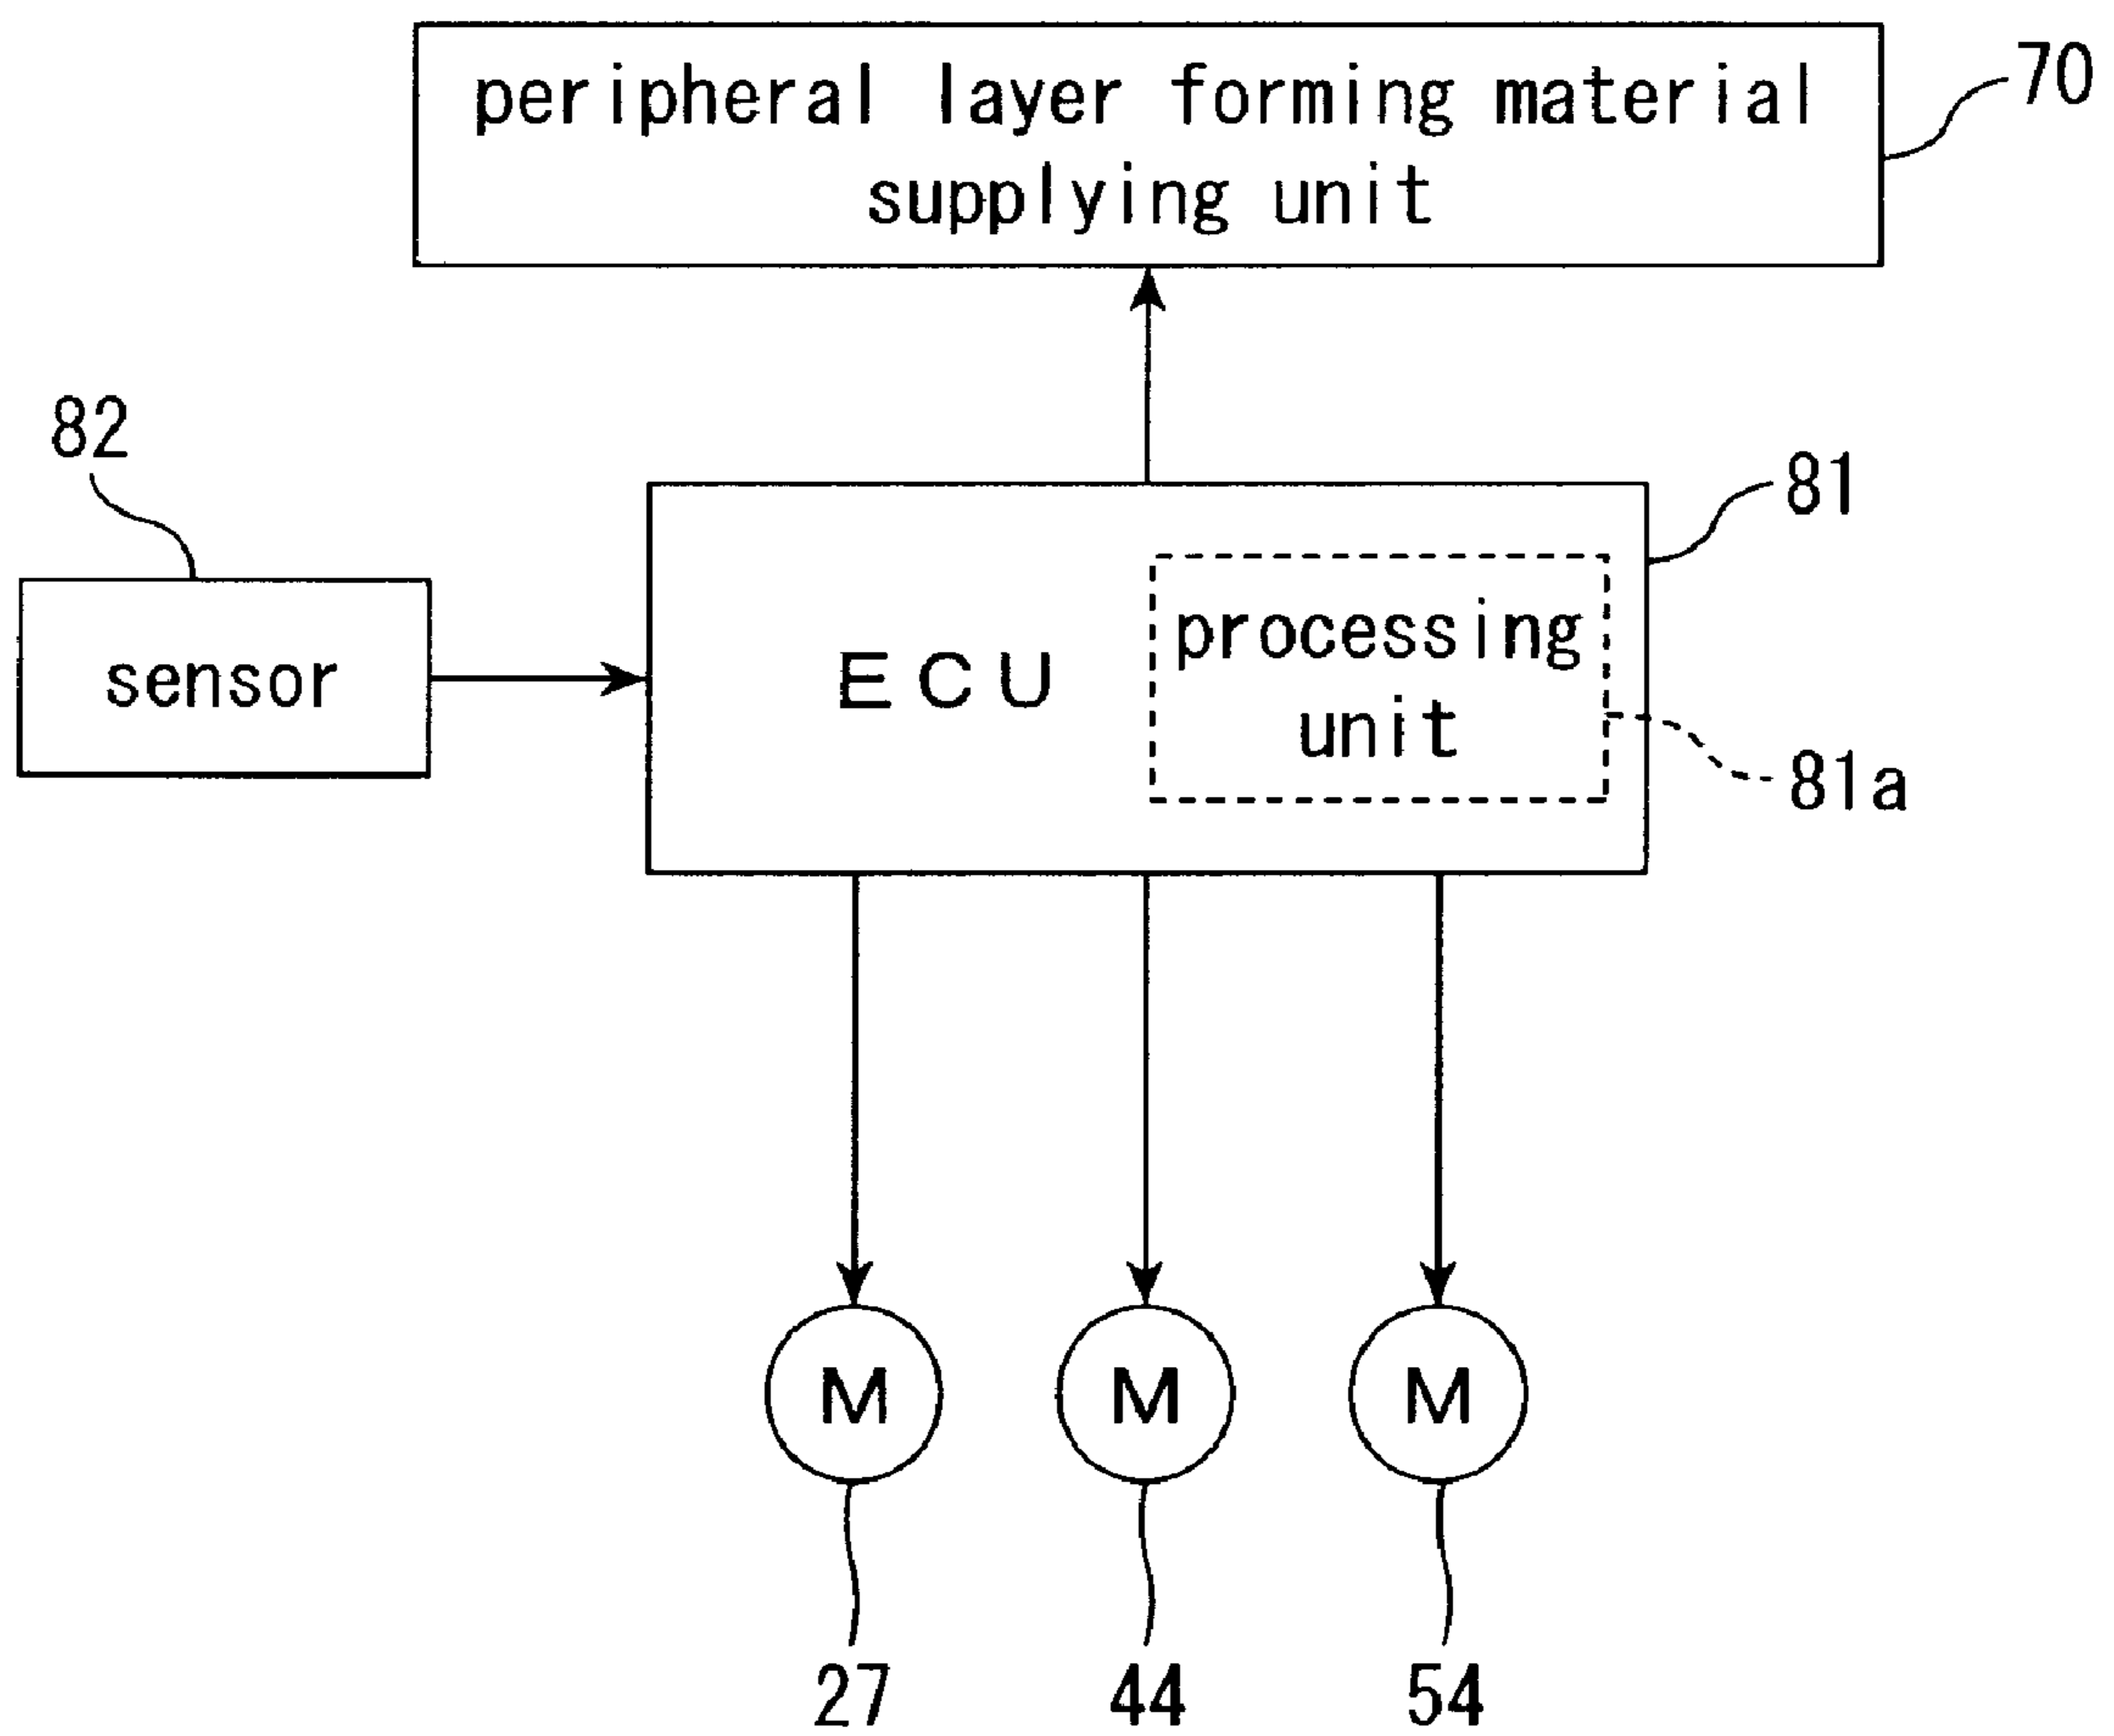 peripheral layer forming material
supplying unit
70
82
81
sensor
ECU
processing
unit
81a
M
M
M
27
44
54